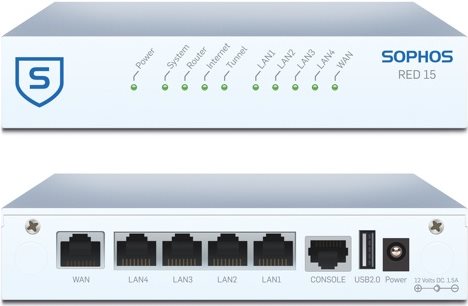 S
SOPHOS
RED 15
Power
System
Router
Internet
Tunnel
LAN1
LAN2
LAN3
LAN4
WAN
WAN
LAN4
LAN3
LAN2
LAN1
CONSOLE
USB2.0
Power
12 Volts DC, 1.5A